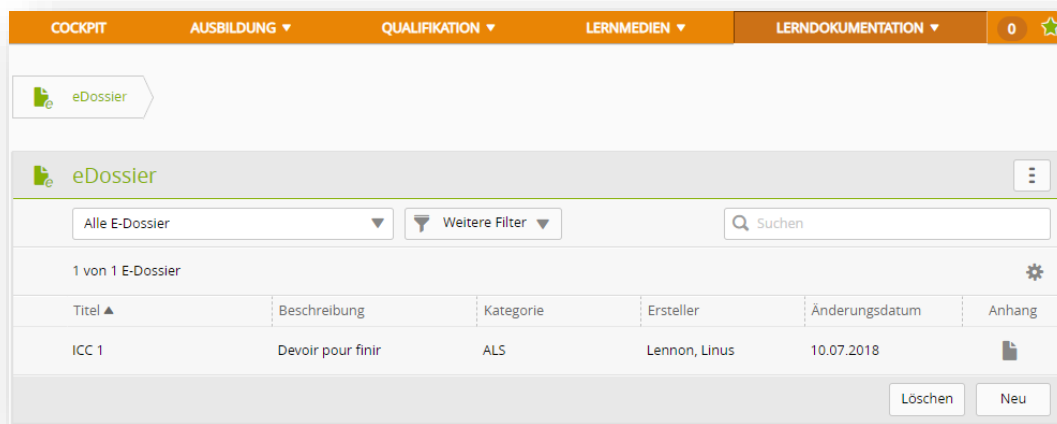 COCKPIT AUSBILDUNG ▼ QUALIFIKATION ▼ LERNMEDIEN ▼ LERNDOKUMENTATION ▼ 0
eDossier
eDossier
Alle E-Dossier ▼ Weitere Filter ▼ Suchen
1 von 1 E-Dossier
Titel ▲ Beschreibung Kategorie Ersteller Änderungsdatum Anhang
ICC 1 Devoir pour finir ALS Lennon, Linus 10.07.2018
Löschen Neu